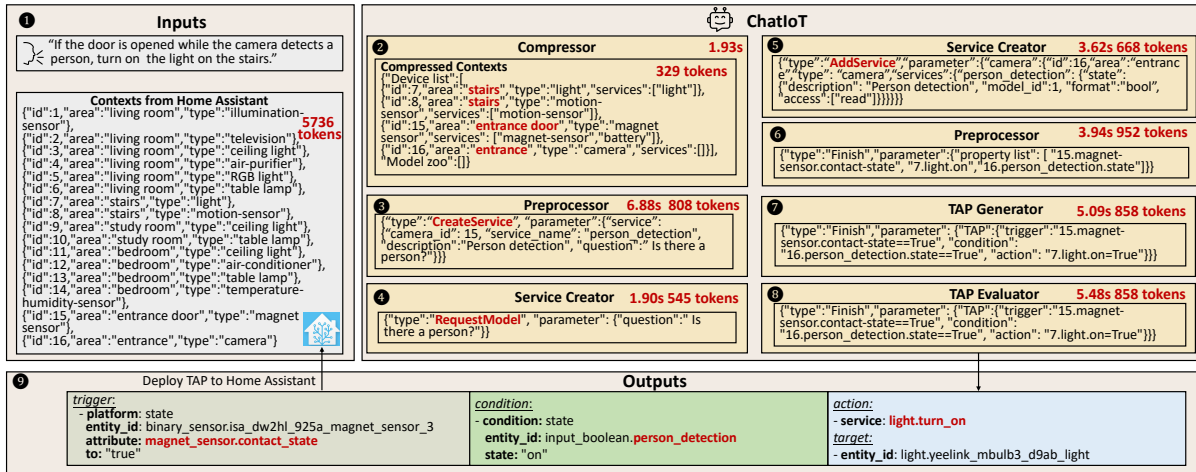 ❶ Inputs
“If the door is opened while the camera detects a
person, turn on the light on the stairs.”
Contexts from Home Assistant
5736
tokens
{"id":1,"area":"living room","type":"illumination-
sensor"},
{"id":2,"area":"living room","type":"television"},
{"id":3,"area":"living room","type":"ceiling light"},
{"id":4,"area":"living room","type":"air-purifier"},
{"id":5,"area":"living room","type":"RGB light"},
{"id":6,"area":"living room","type":"table lamp"},
{"id":7,"area":"stairs","type":"light"},
{"id":8,"area":"stairs","type":"motion-sensor"},
{"id":9,"area":"study room","type":"ceiling light"},
{"id":10,"area":"study room","type":"table lamp"},
{"id":11,"area":"bedroom","type":"ceiling light"},
{"id":12,"area":"bedroom","type":"air-conditioner"},
{"id":13,"area":"bedroom","type":"table lamp"},
{"id":14,"area":"bedroom","type":"temperature-
humidity-sensor"},
{"id":15,"area":"entrance door","type":"magnet
sensor"},
{"id":16,"area":"entrance","type":"camera"}
ChatIoT
❷ Compressor 1.93s
Compressed Contexts 329 tokens
{"Device list":[
{"id":7,"area":"stairs","type":"light","services":["light"]},
{"id":8,"area":"stairs","type":"motion-
sensor","services":["motion-sensor"]},
{"id":15,"area":"entrance door","type":"magnet
sensor","services": ["magnet-sensor","battery"]},
{"id":16,"area":"entrance","type":"camera","services":[]}],
"Model zoo":[]}
❸ Preprocessor 6.88s 808 tokens
{"type":“CreateService”, "parameter":{“service":
{"camera_id": 15, "service_name": "person_detection",
"description":"Person detection", "question":" Is there a
person?"}}}
❹ Service Creator 1.90s 545 tokens
{"type":"RequestModel", "parameter": {"question":" Is
there a person?"}}
❺ Service Creator 3.62s 668 tokens
{"type":“AddService”,"parameter":{“camera":{"id":16,"area":“entranc
e”,"type": “camera”,"services":{"person_detection": {"state":
{"description": "Person detection", "model_id":1, "format":"bool",
"access":["read"]}}}}}}
❻ Preprocessor 3.94s 952 tokens
{"type":"Finish","parameter":{"property list": [ "15.magnet-
sensor.contact-state", "7.light.on","16.person_detection.state"]}}
❼ TAP Generator 5.09s 858 tokens
{"type":"Finish","parameter": {"TAP":{"trigger":"15.magnet-
sensor.contact-state==True", "condition":
"16.person_detection.state==True", "action": "7.light.on=True"}}}
❽ TAP Evaluator 5.48s 858 tokens
{"type":"Finish","parameter": {"TAP":{"trigger":"15.magnet-
sensor.contact-state==True", "condition":
"16.person_detection.state==True", "action": "7.light.on=True"}}}
❾ Deploy TAP to Home Assistant
Outputs
trigger:
- platform: state
entity_id: binary_sensor.isa_dw2hl_925a_magnet_sensor_3
attribute: magnet_sensor.contact_state
to: "true"
condition:
- condition: state
entity_id: input_boolean.person_detection
state: "on"
action:
- service: light.turn_on
target:
- entity_id: light.yeelink_mbulb3_d9ab_light